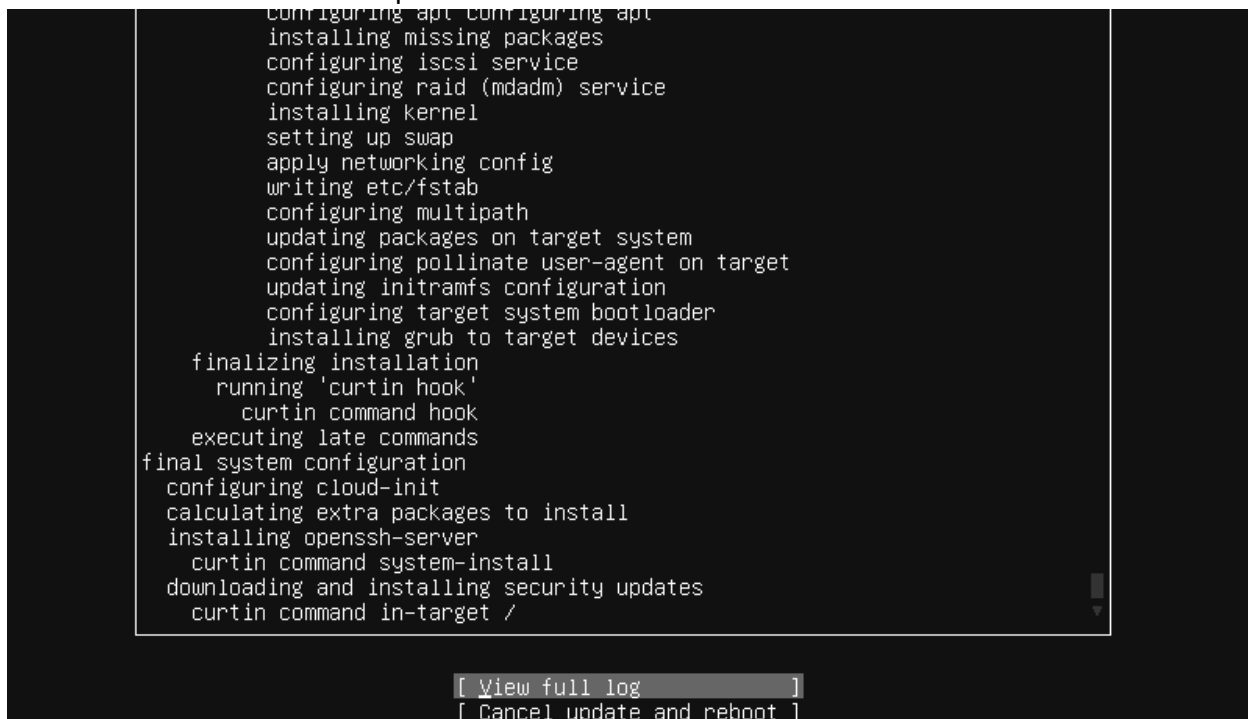 configuring apt configuring apt
installing missing packages
configuring iscsi service
configuring raid (mdadm) service
installing kernel
setting up swap
apply networking config
writing etc/fstab
configuring multipath
updating packages on target system
configuring pollinate user-agent on target
updating initramfs configuration
configuring target system bootloader
installing grub to target devices
finalizing installation
running 'curtin hook'
curtin command hook
executing late commands
final system configuration
configuring cloud-init
calculating extra packages to install
installing openssh-server
curtin command system-install
downloading and installing security updates
curtin command in-target /
[ View full log ]
[ Cancel update and reboot ]